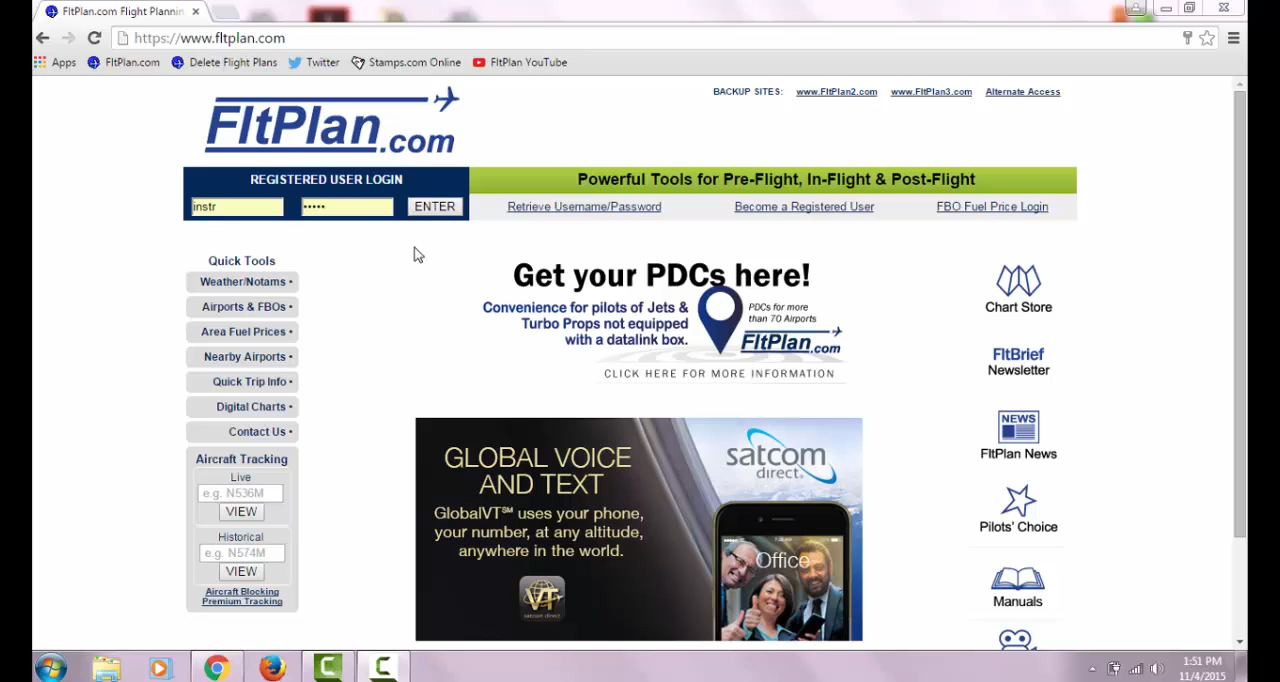 FltPlan.com Flight Plannin
https://www.fltplan.com
Apps FltPlan.com Delete Flight Plans Twitter Stamps.com Online FltPlan YouTube
FltPlan.com
BACKUP SITES: www.FltPlan2.com www.FltPlan3.com Alternate Access
REGISTERED USER LOGIN
Powerful Tools for Pre-Flight, In-Flight & Post-Flight
instr ••••• ENTER
Retrieve Username/Password Become a Registered User FBO Fuel Price Login
Quick Tools
Weather/Notams •
Airports & FBOs •
Area Fuel Prices •
Nearby Airports •
Quick Trip Info •
Digital Charts •
Contact Us •
Aircraft Tracking
Live
e.g. N536M
VIEW
Historical
e.g. N574M
VIEW
Aircraft Blocking
Premium Tracking
Get your PDCs here!
Convenience for pilots of Jets &
Turbo Props not equipped
with a datalink box.
PDCs for more
than 70 Airports
FltPlan.com
CLICK HERE FOR MORE INFORMATION
GLOBAL VOICE
AND TEXT
GlobalVT℠ uses your phone,
your number, at any altitude,
anywhere in the world.
VT
satcom direct
satcom
direct®
Office
Chart Store
FltBrief
Newsletter
NEWS
FltPlan News
Pilots' Choice
Manuals
1:51 PM
11/4/2015